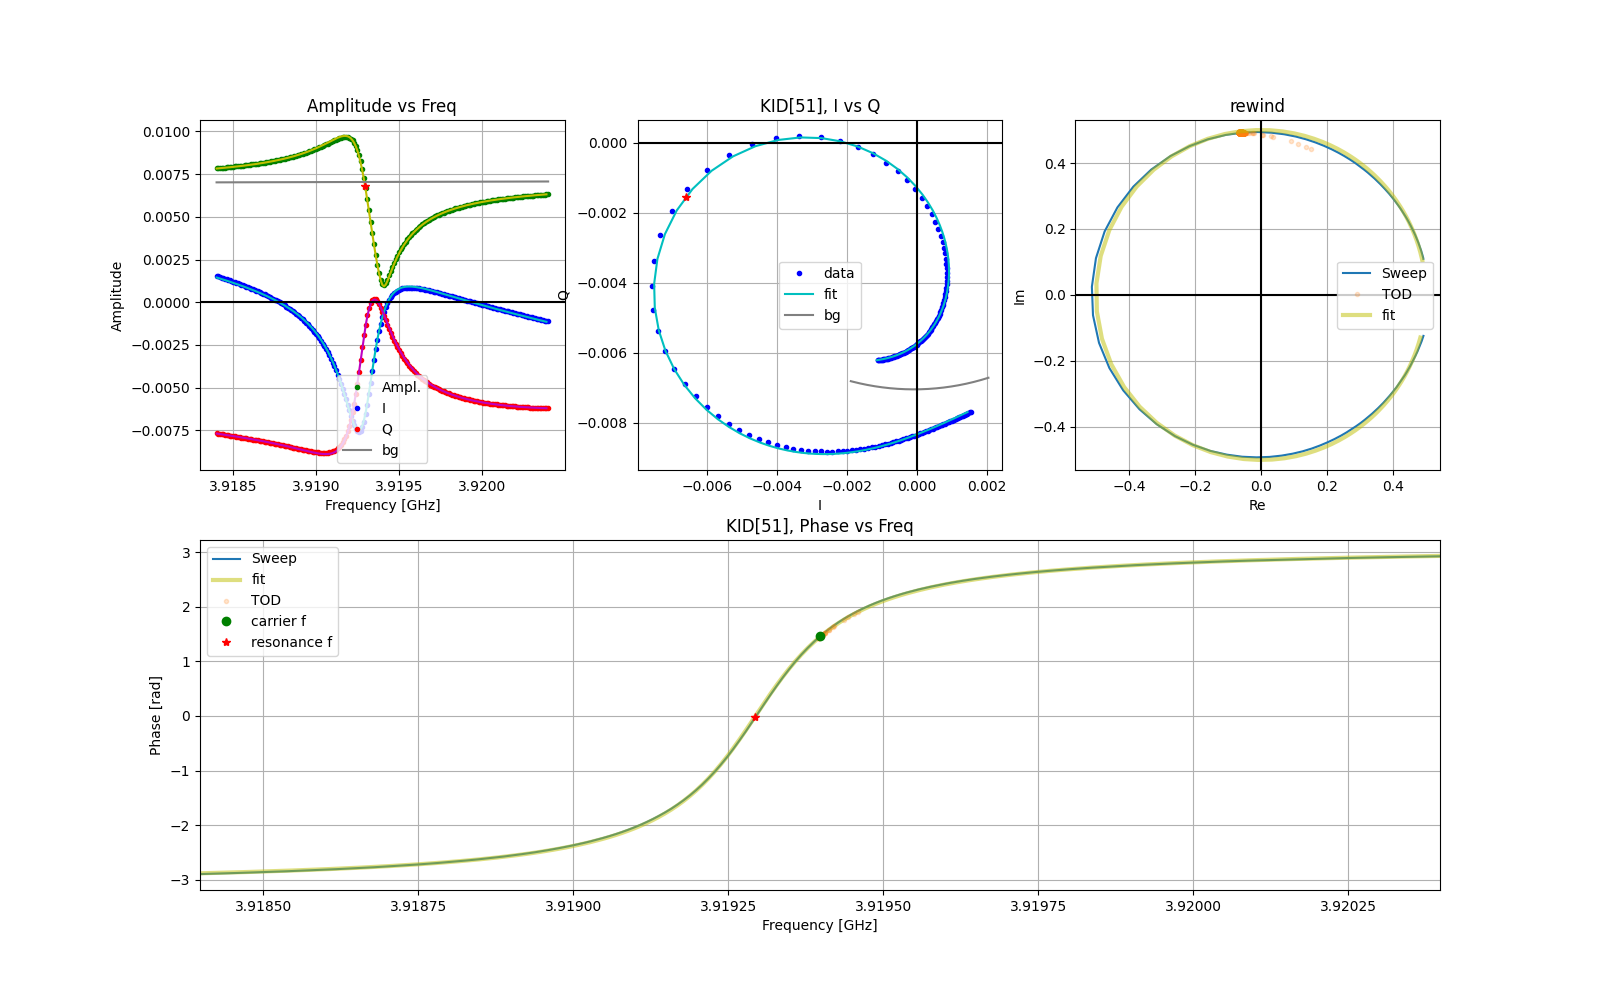 Amplitude vs Freq
0.0100
0.0075
0.0050
0.0025
0.0000
−0.0025
−0.0050
−0.0075
Amplitude
Ampl.
I
Q
bg
3.9185 3.9190 3.9195 3.9200
Frequency [GHz]
KID[51], I vs Q
0.000
−0.002
−0.004
−0.006
−0.008
Q
data
fit
bg
−0.006 −0.004 −0.002 0.000 0.002
I
rewind
0.4
0.2
0.0
−0.2
−0.4
Im
Sweep
TOD
fit
−0.4 −0.2 0.0 0.2 0.4
Re
KID[51], Phase vs Freq
3
2
1
0
−1
−2
−3
Phase [rad]
Sweep
fit
TOD
carrier f
resonance f
3.91850 3.91875 3.91900 3.91925 3.91950 3.91975 3.92000 3.92025
Frequency [GHz]